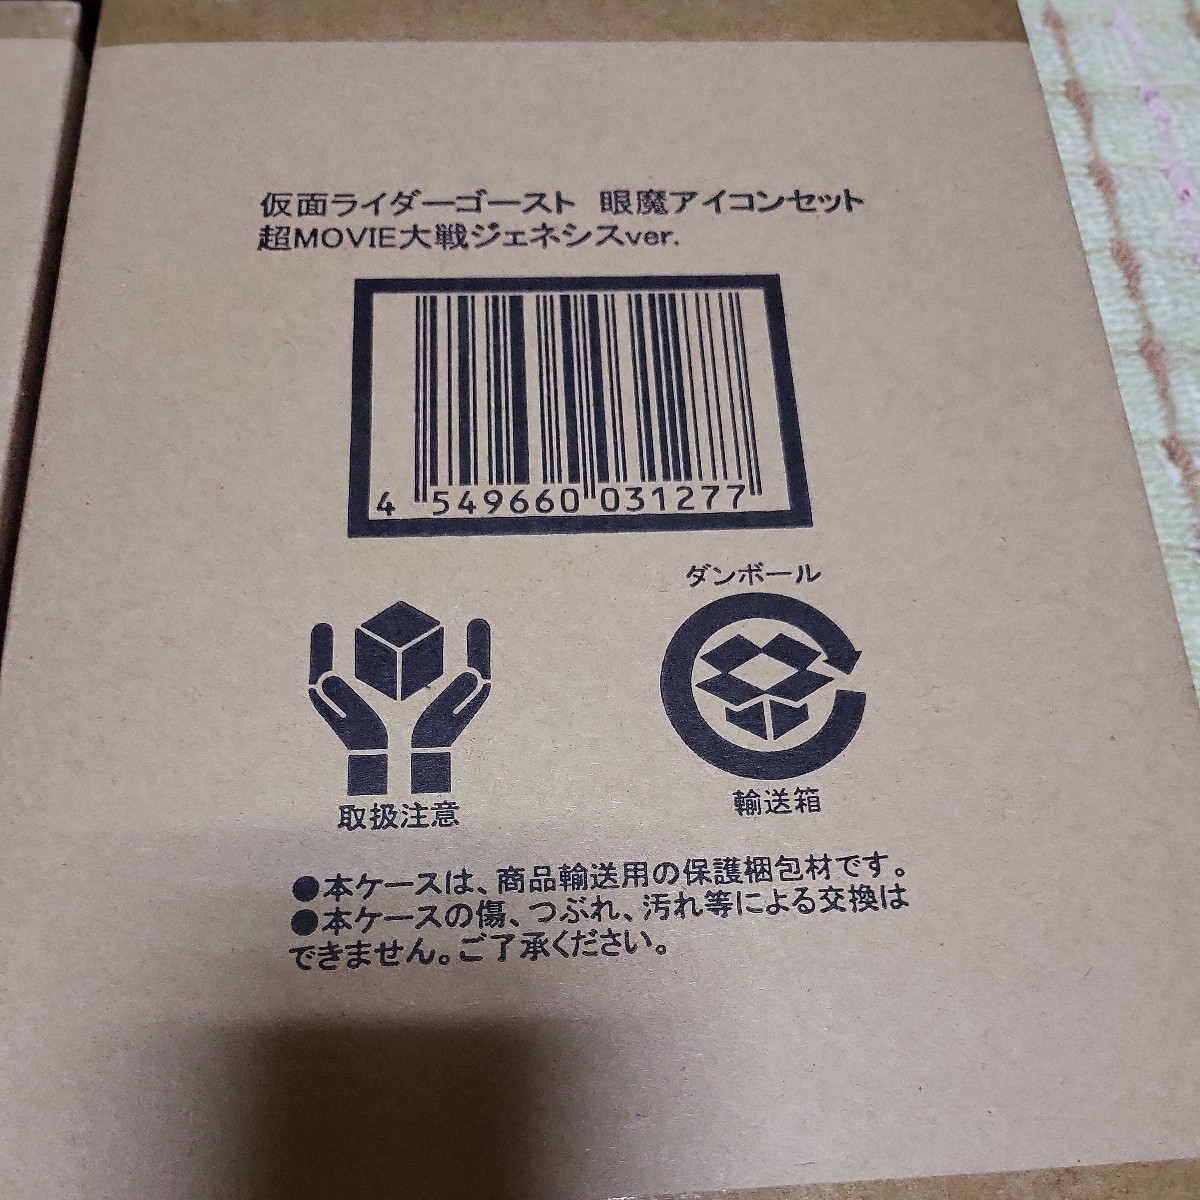 仮面ライダーゴースト 眼魔アイコンセット
超MOVIE大戦ジェネシスver.
4 549660 031277
取扱注意
ダンボール
輸送箱
●本ケースは、商品輸送用の保護梱包材です。
●本ケースの傷、つぶれ、汚れ等による交換は
できません。ご了承ください。